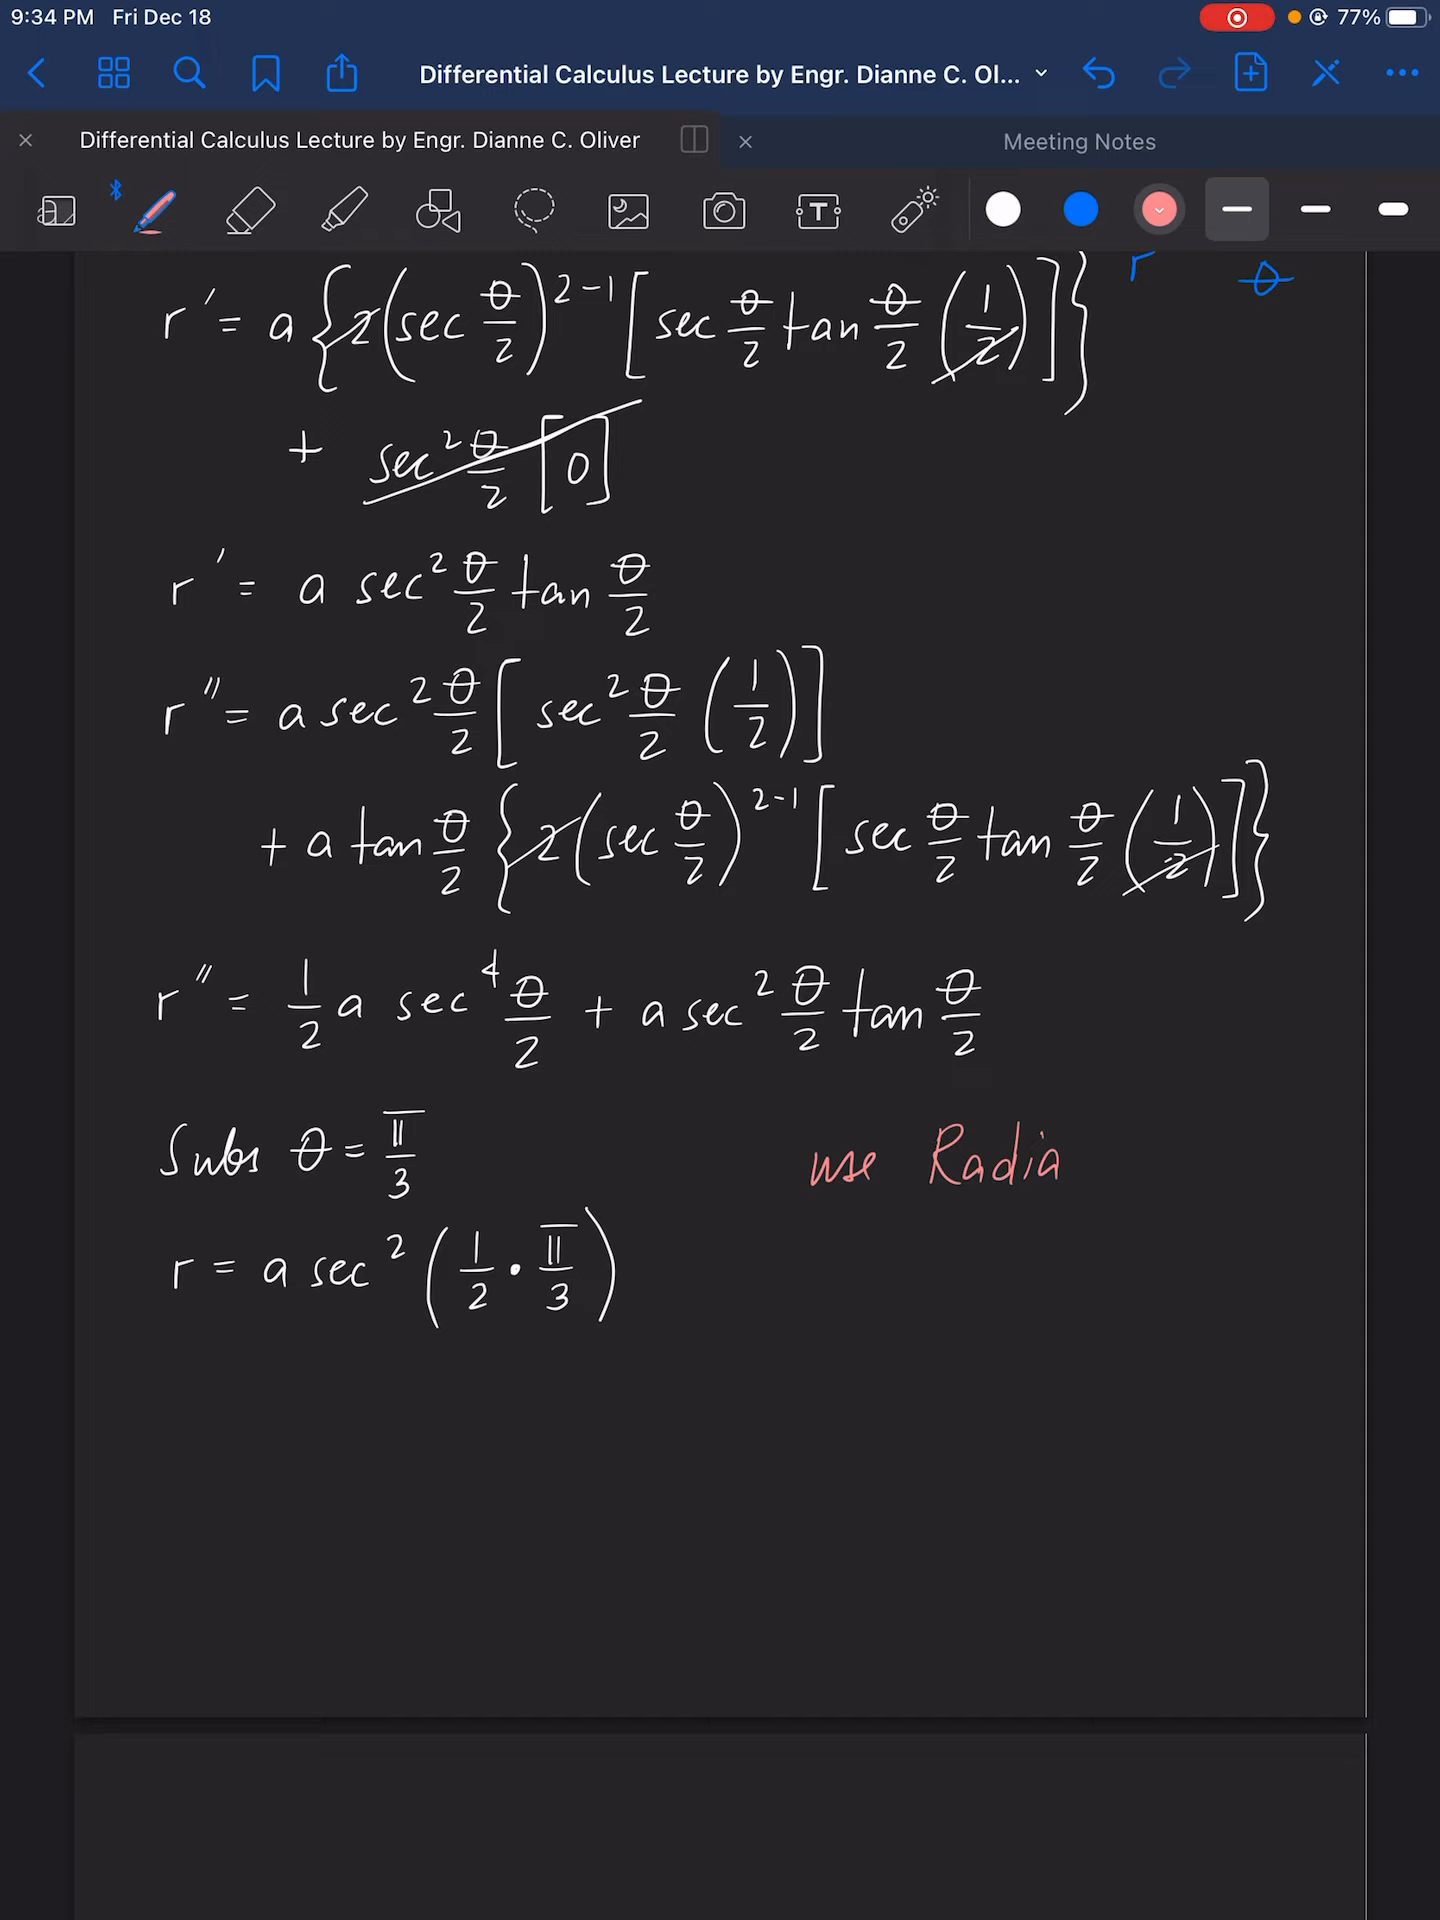 9:34 PM Fri Dec 18 77%
Differential Calculus Lecture by Engr. Dianne C. Ol...
Differential Calculus Lecture by Engr. Dianne C. Oliver Meeting Notes
r θ
r' = a{2(sec θ/2)^2-1 [sec θ/2 tan θ/2 (1/2)]}
+ sec² θ/2 [0]
r' = a sec² θ/2 tan θ/2
r'' = a sec² θ/2 [sec² θ/2 (1/2)]
+ a tan θ/2 {2(sec θ/2)^2-1 [sec θ/2 tan θ/2 (1/2)]}
r'' = 1/2 a sec⁴ θ/2 + a sec² θ/2 tan θ/2
Subs θ = π/3 use Radia
r = a sec² (1/2 • π/3)